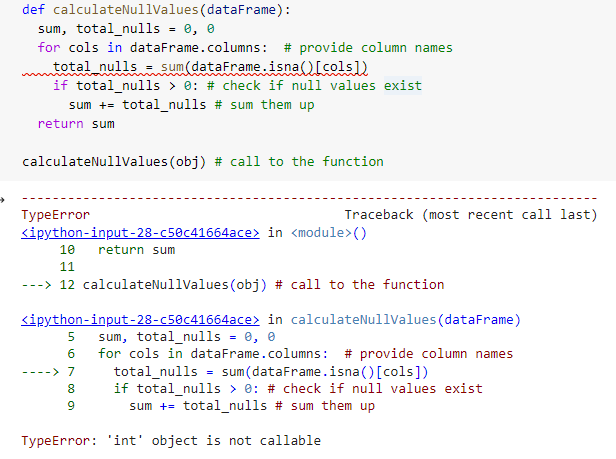 def calculateNullValues(dataFrame):
  sum, total_nulls = 0, 0
  for cols in dataFrame.columns:  # provide column names
    total_nulls = sum(dataFrame.isna()[cols])
    if total_nulls > 0: # check if null values exist
      sum += total_nulls # sum them up
  return sum

calculateNullValues(obj) # call to the function
---------------------------------------------------------------------------
TypeError                                 Traceback (most recent call last)
<ipython-input-28-c50c41664ace> in <module>()
     10   return sum
     11 
---> 12 calculateNullValues(obj) # call to the function

<ipython-input-28-c50c41664ace> in calculateNullValues(dataFrame)
      5   sum, total_nulls = 0, 0
      6   for cols in dataFrame.columns:  # provide column names
----> 7     total_nulls = sum(dataFrame.isna()[cols])
      8     if total_nulls > 0: # check if null values exist
      9       sum += total_nulls # sum them up

TypeError: 'int' object is not callable